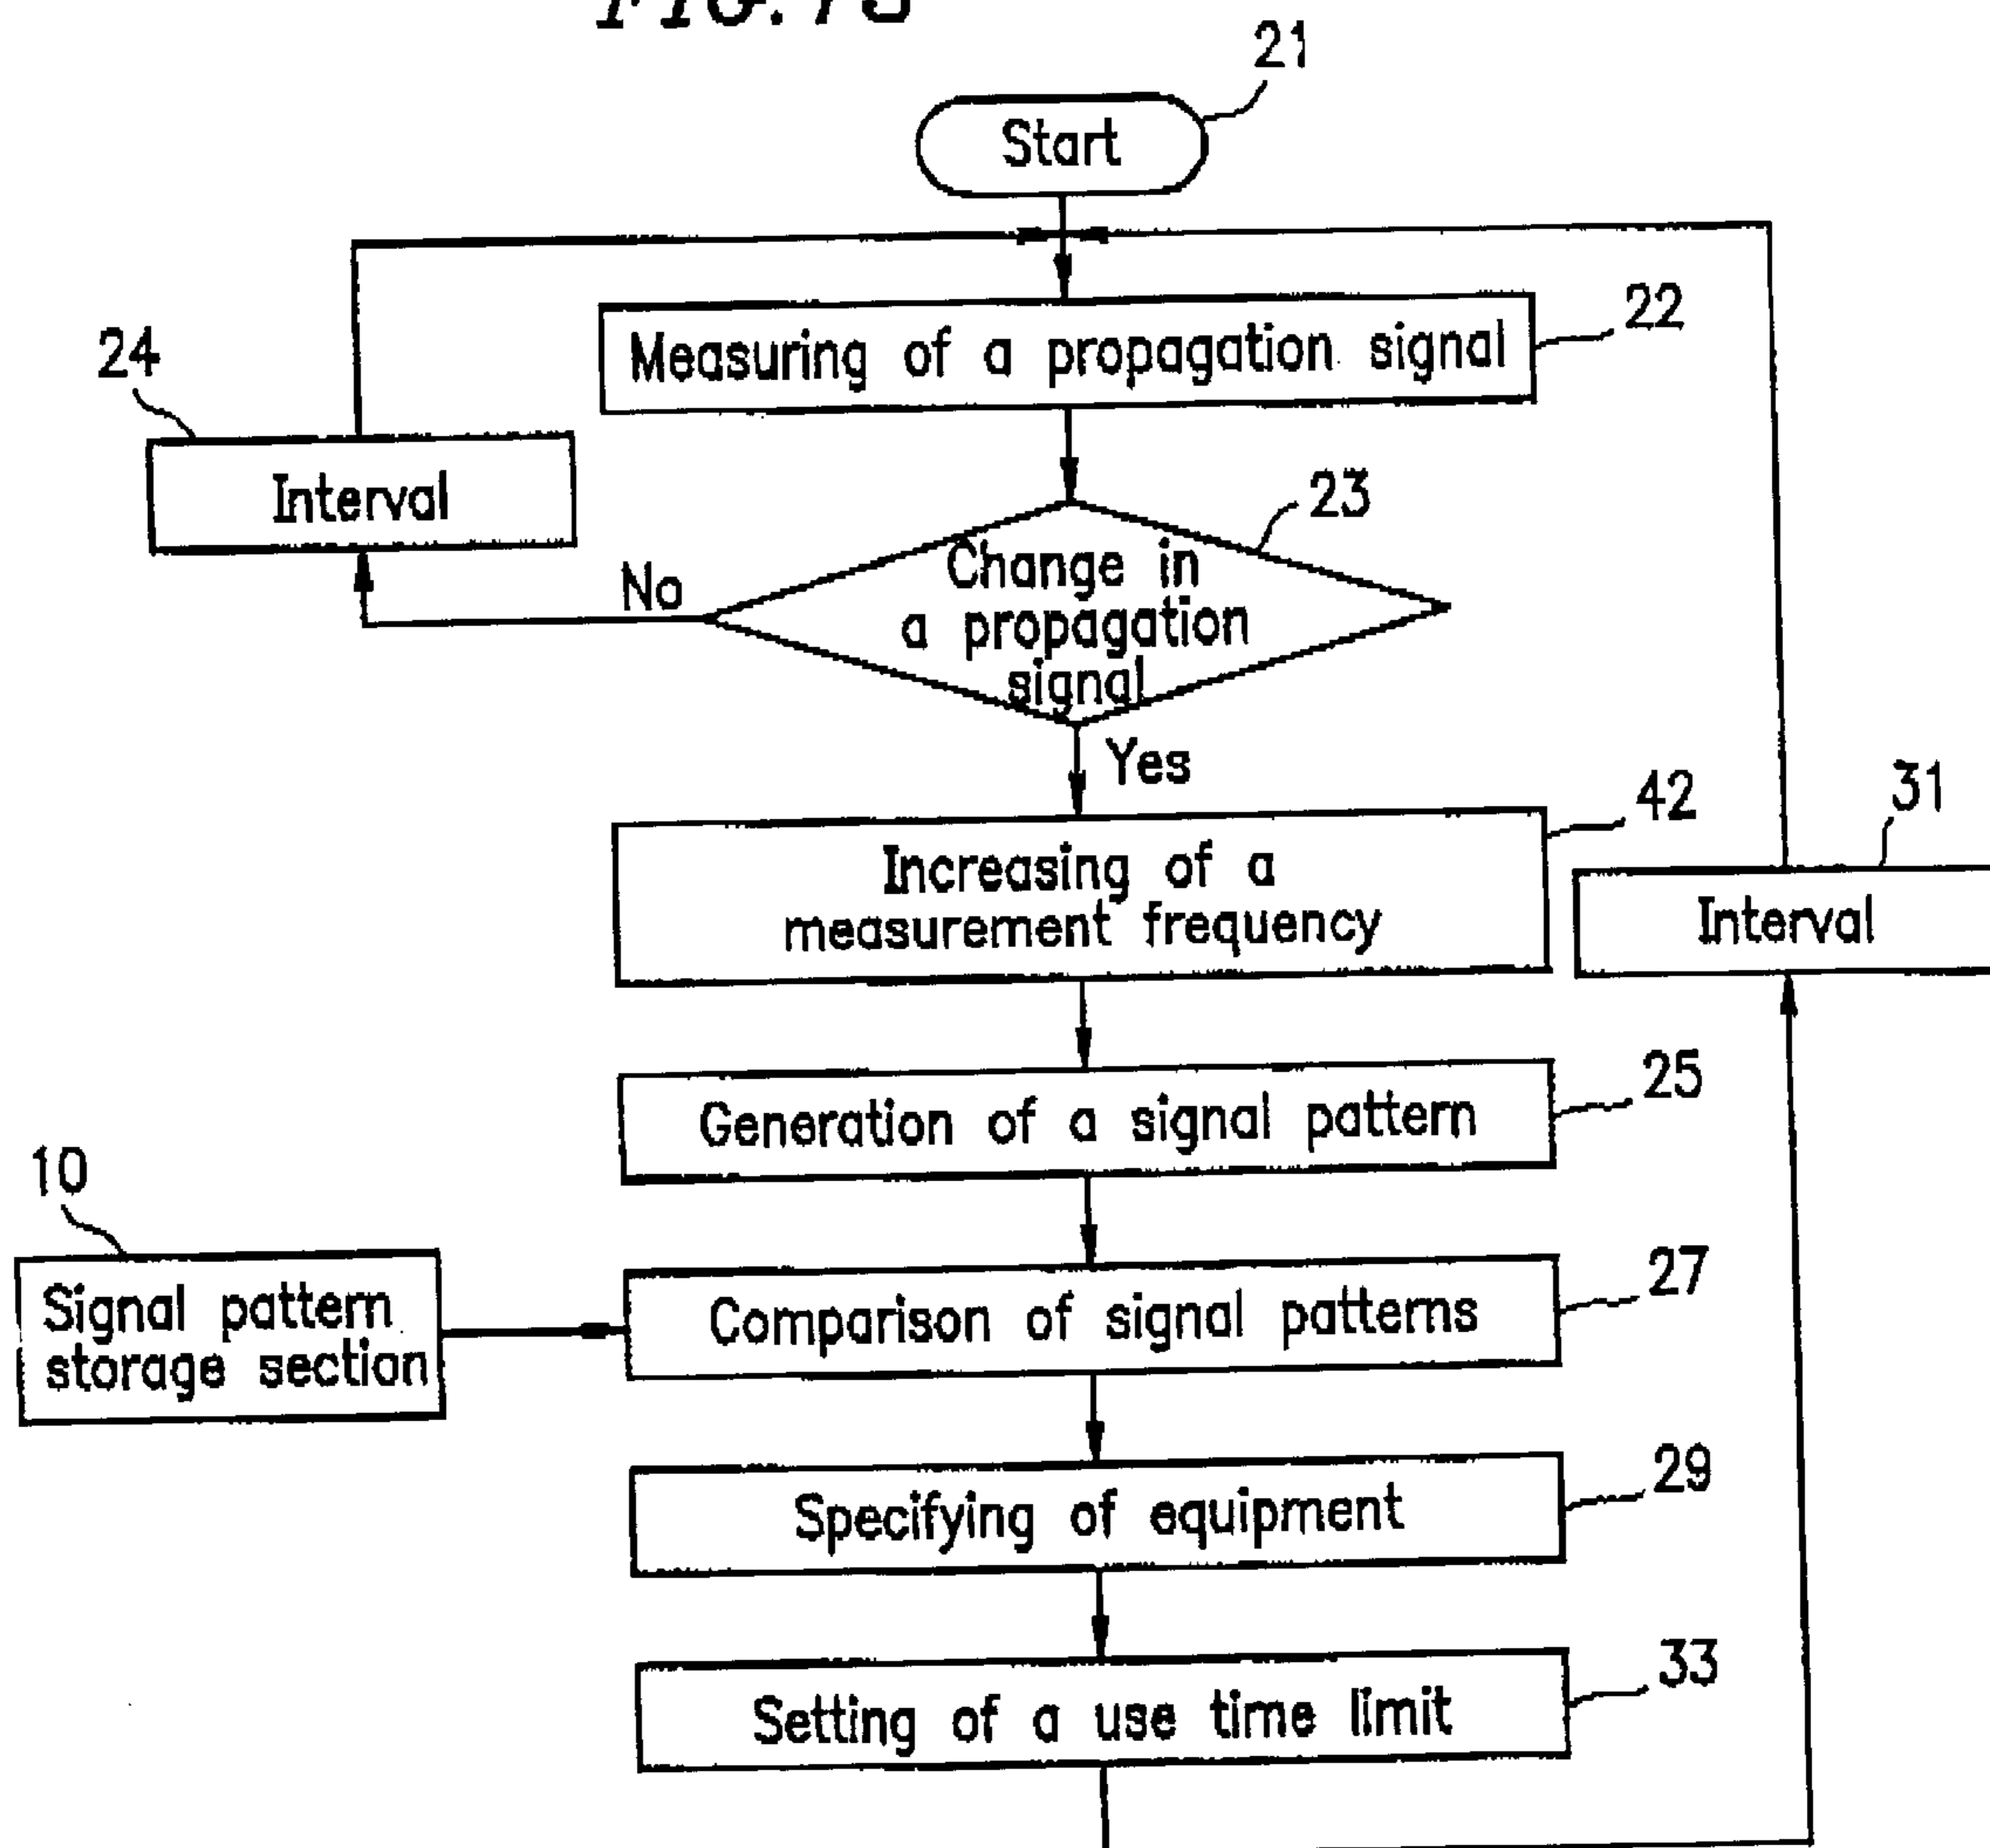 21
Start
22
Measuring of a propagation signal
24
Interval
23
Change in
a propagation
signal
No
Yes
42
Increasing of a
measurement frequency
31
Interval
25
Generation of a signal pattern
10
Signal pattern
storage section
27
Comparison of signal patterns
29
Specifying of equipment
33
Setting of a use time limit